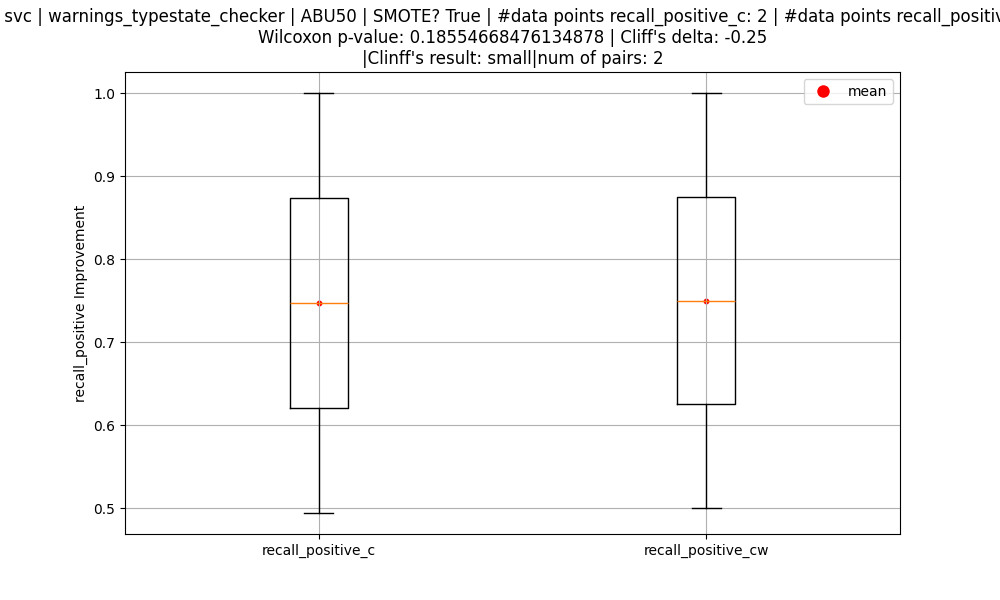 svc | warnings_typestate_checker | ABU50 | SMOTE? True | #data points recall_positive_c: 2 | #data points
Wilcoxon p-value: 0.18554668476134878 | Cliff's delta: -0.25
|Clinff's result: small|num of pairs: 2
mean
1.0
0.9
0.8
0.7
0.6
0.5
recall_positive Improvement
recall_positive_c
recall_positive_cw